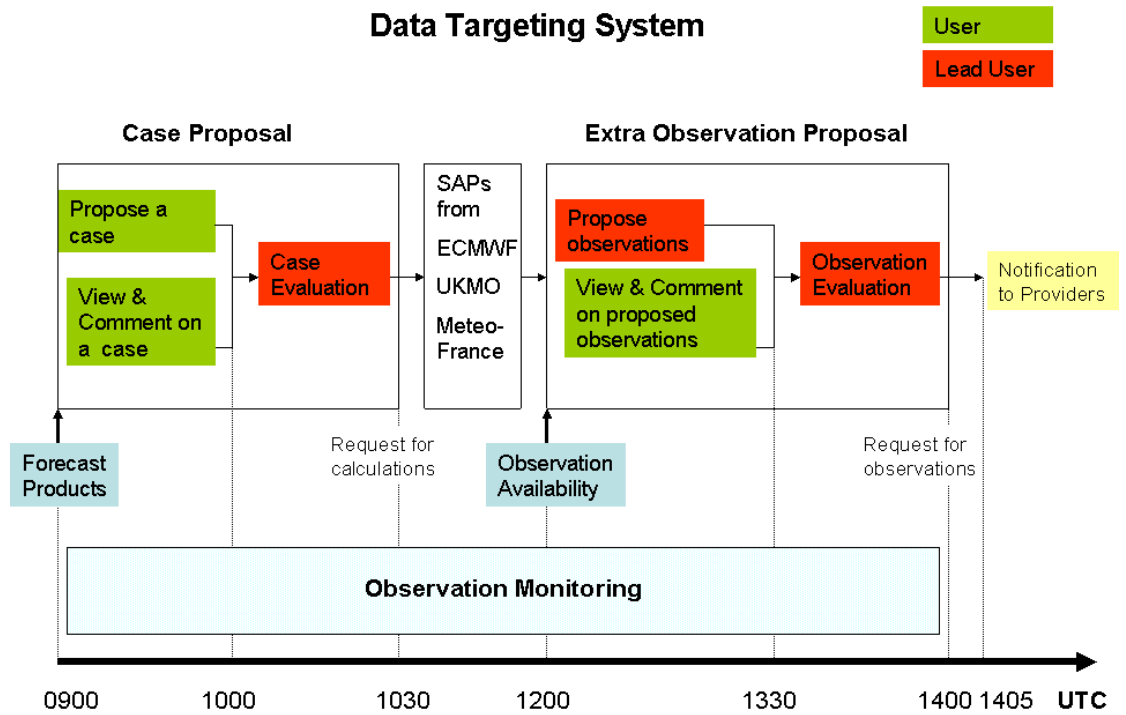 Data Targeting System
User
Lead User
Case Proposal
Extra Observation Proposal
Propose a
case
View &
Comment on
a case
Case
Evaluation
SAPs
from
ECMWF
UKMO
Meteo-
France
Propose
observations
View & Comment
on proposed
observations
Observation
Evaluation
Notification
to Providers
Forecast
Products
Request for
calculations
Observation
Availability
Request for
observations
Observation Monitoring
0900 1000 1030 1200 1330 1400 1405 UTC